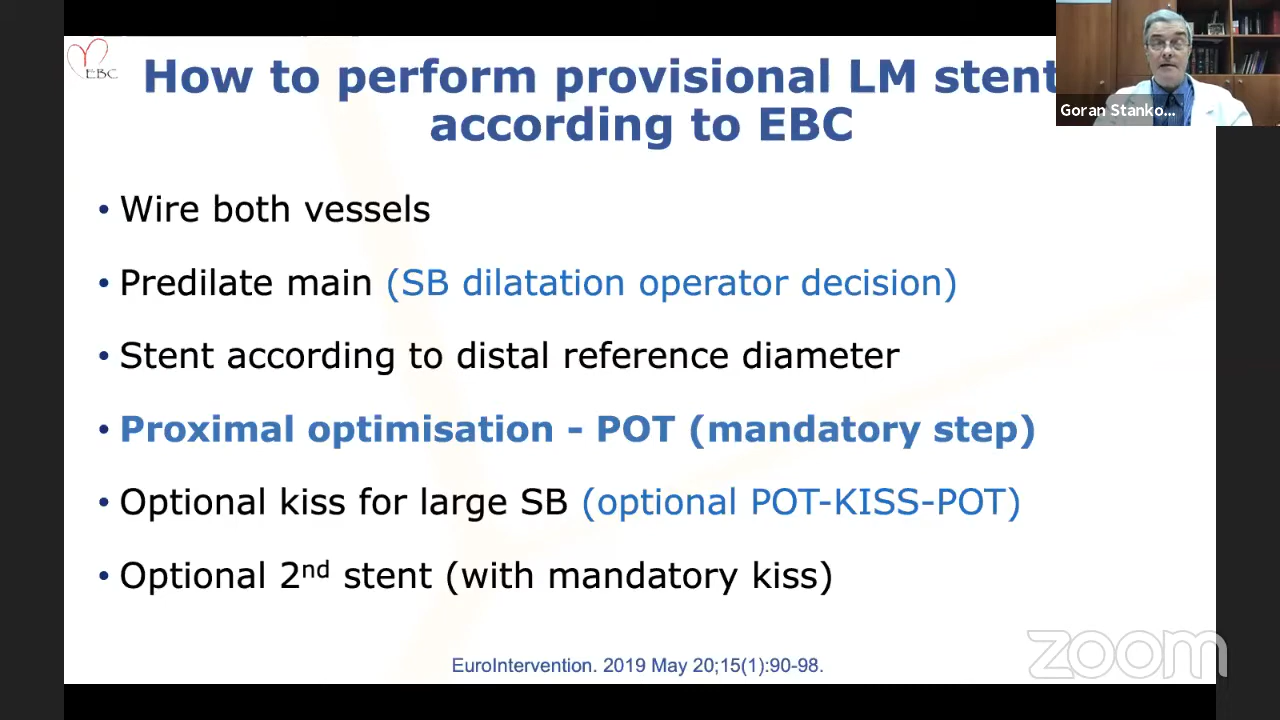 EBC
How to perform provisional LM stent
according to EBC
Goran Stanko...
• Wire both vessels
• Predilate main (SB dilatation operator decision)
• Stent according to distal reference diameter
• Proximal optimisation - POT (mandatory step)
• Optional kiss for large SB (optional POT-KISS-POT)
• Optional 2nd stent (with mandatory kiss)
EuroIntervention. 2019 May 20;15(1):90-98.
zoom